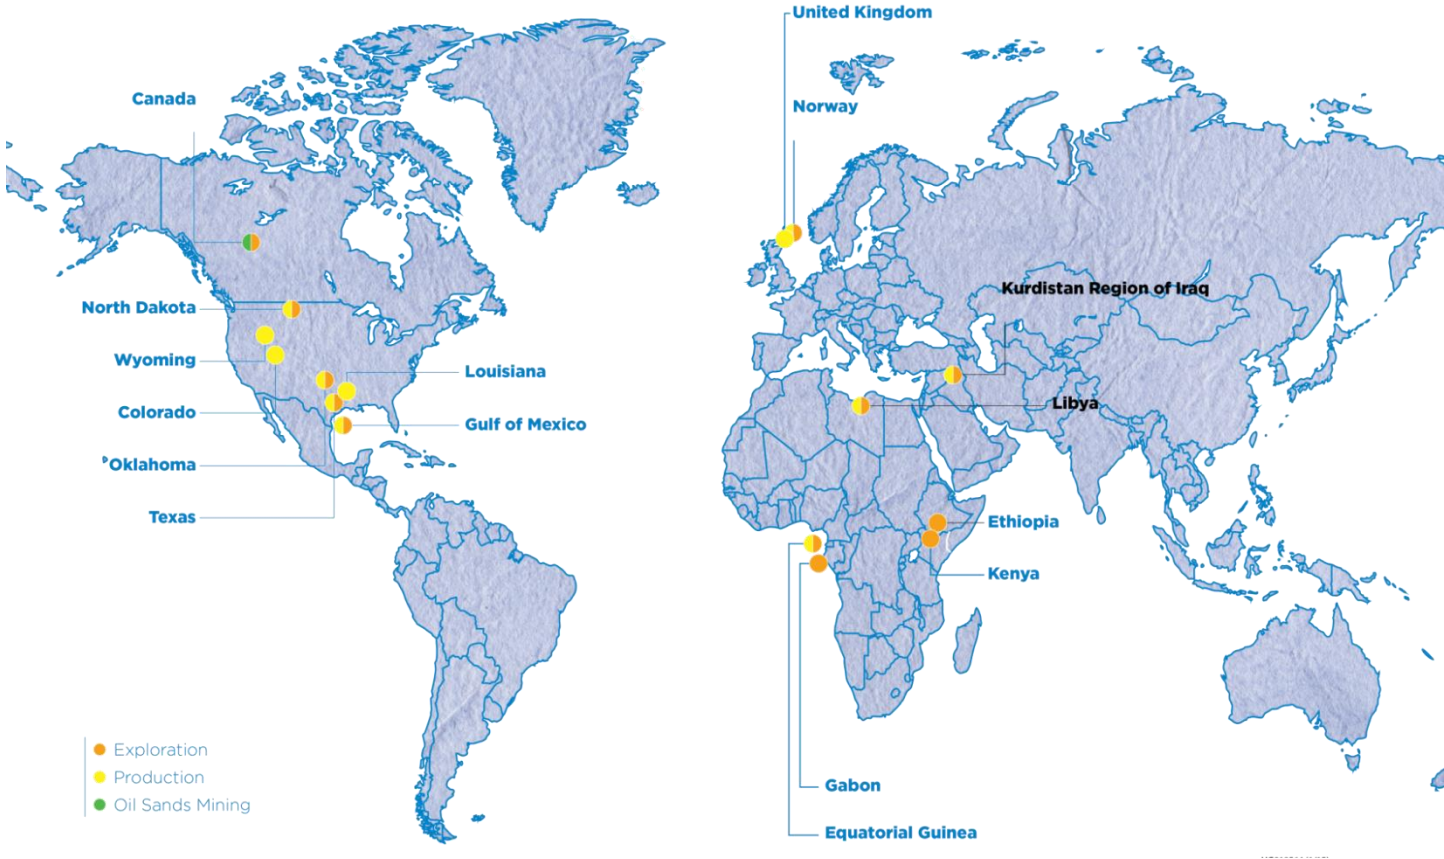 United Kingdom
Canada
Norway
Kurdistan Region of Iraq
North Dakota
Wyoming
Louisiana
Libya
Colorado
Gulf of Mexico
Oklahoma
Texas
Ethiopia
Kenya
Exploration
Production
Oil Sands Mining
Gabon
Equatorial Guinea